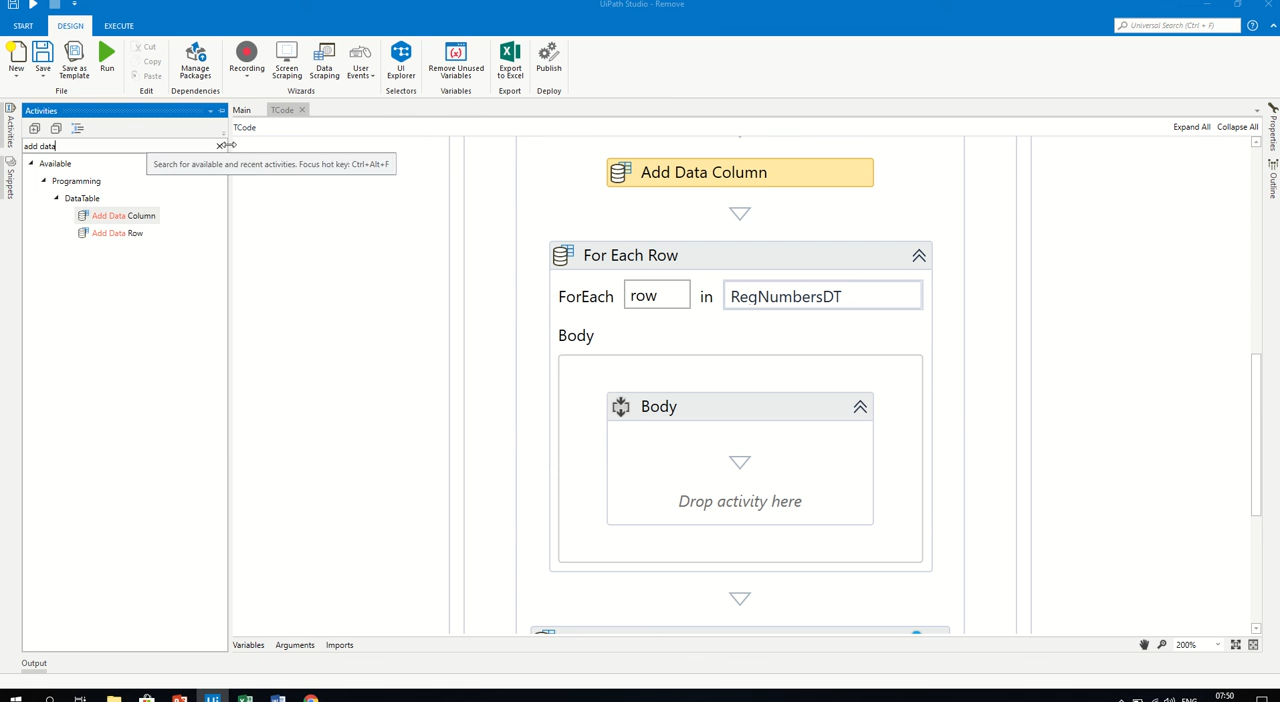 UiPath Studio - Remove
START
DESIGN
EXECUTE
Universal Search (Ctrl + F)
New
Save
Save as Template
Run
Cut
Copy
Paste
Manage Packages
Recording
Screen Scraping
Data Scraping
User Events
UI Explorer
Remove Unused Variables
Export to Excel
Publish
File
Edit
Dependencies
Wizards
Selectors
Variables
Export
Deploy
Activities
Main
TCode
TCode
Expand All
Collapse All
Activities
Snippets
Properties
Outline
add data
Search for available and recent activities. Focus hot key: Ctrl+Alt+F
Available
Programming
DataTable
Add Data Column
Add Data Row
Add Data Column
For Each Row
ForEach
row
in
RegNumbersDT
Body
Body
Drop activity here
Variables
Arguments
Imports
200%
Output
07:50
ENG